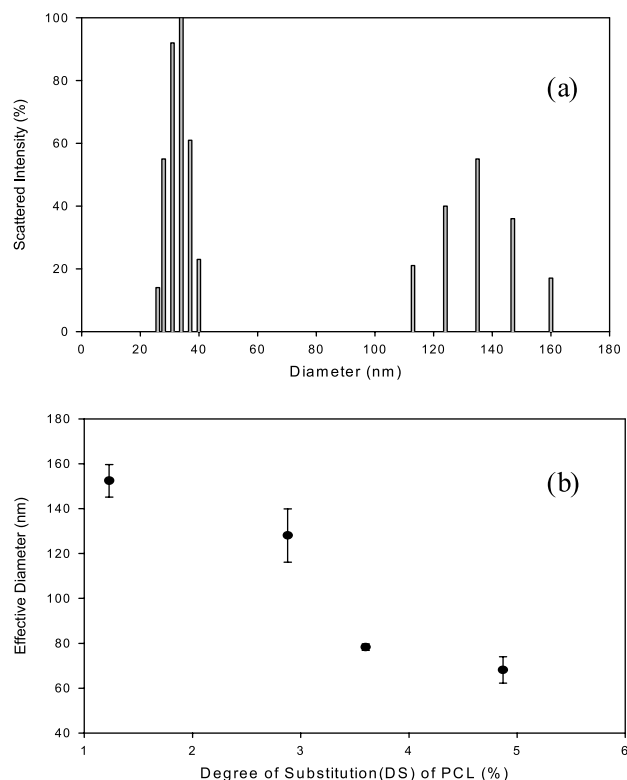 100
80
60
40
20
0
Scattered Intensity (%)
(a)
0 20 40 60 80 100 120 140 160 180
Diameter (nm)
180
160
140
120
100
80
60
40
Effective Diameter (nm)
(b)
1 2 3 4 5 6
Degree of Substitution(DS) of PCL (%)